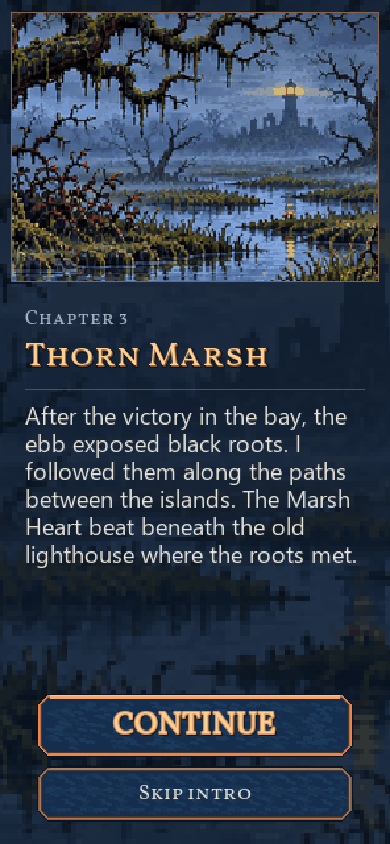 Chapter 3
Thorn Marsh
After the victory in the bay, the
ebb exposed black roots. I
followed them along the paths
between the islands. The Marsh
Heart beat beneath the old
lighthouse where the roots met.
CONTINUE
Skip intro